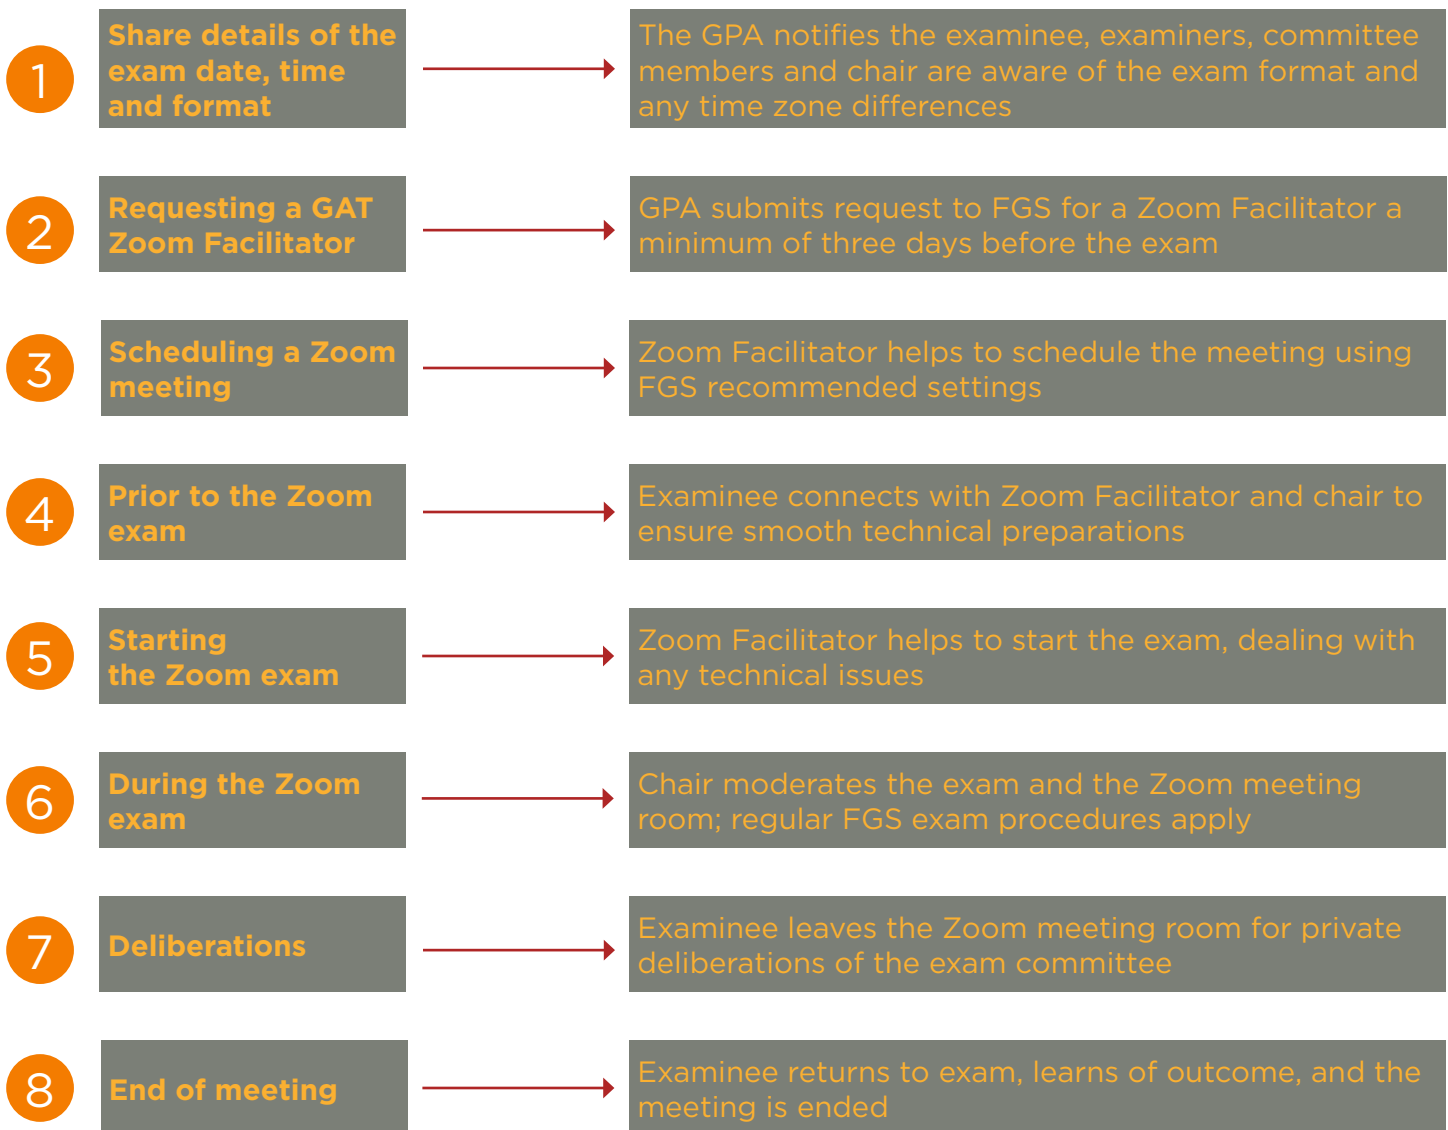 1
Share details of the
exam date, time
and format
The GPA notifies the examinee, examiners, committee
members and chair are aware of the exam format and
any time zone differences
2
Requesting a GAT
Zoom Facilitator
GPA submits request to FGS for a Zoom Facilitator a
minimum of three days before the exam
3
Scheduling a Zoom
meeting
Zoom Facilitator helps to schedule the meeting using
FGS recommended settings
4
Prior to the Zoom
exam
Examinee connects with Zoom Facilitator and chair to
ensure smooth technical preparations
5
Starting
the Zoom exam
Zoom Facilitator helps to start the exam, dealing with
any technical issues
6
During the Zoom
exam
Chair moderates the exam and the Zoom meeting
room; regular FGS exam procedures apply
7
Deliberations
Examinee leaves the Zoom meeting room for private
deliberations of the exam committee
8
End of meeting
Examinee returns to exam, learns of outcome, and the
meeting is ended